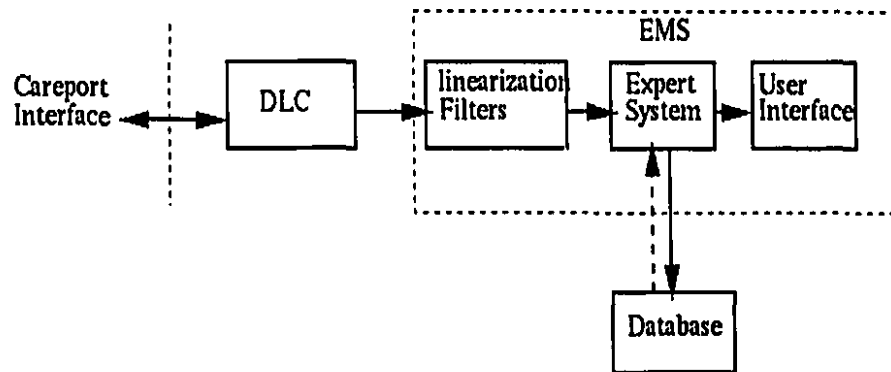 EMS
Careport
Interface
DLC
linearization
Filters
Expert
System
User
Interface
Database